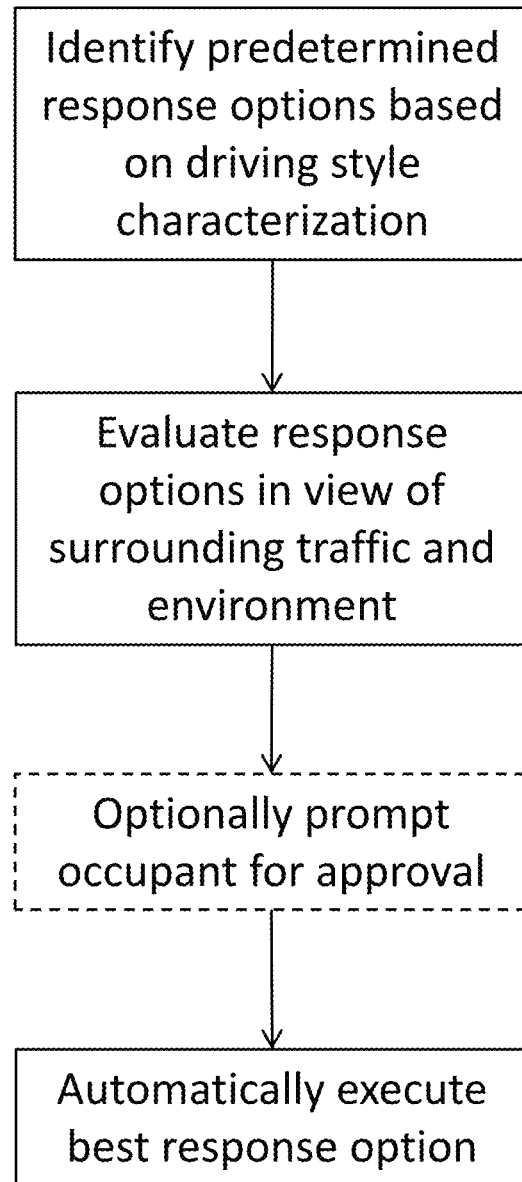 Identify predetermined
response options based
on driving style
characterization
Evaluate response
options in view of
surrounding traffic and
environment
Optionally prompt
occupant for approval
Automatically execute
best response option